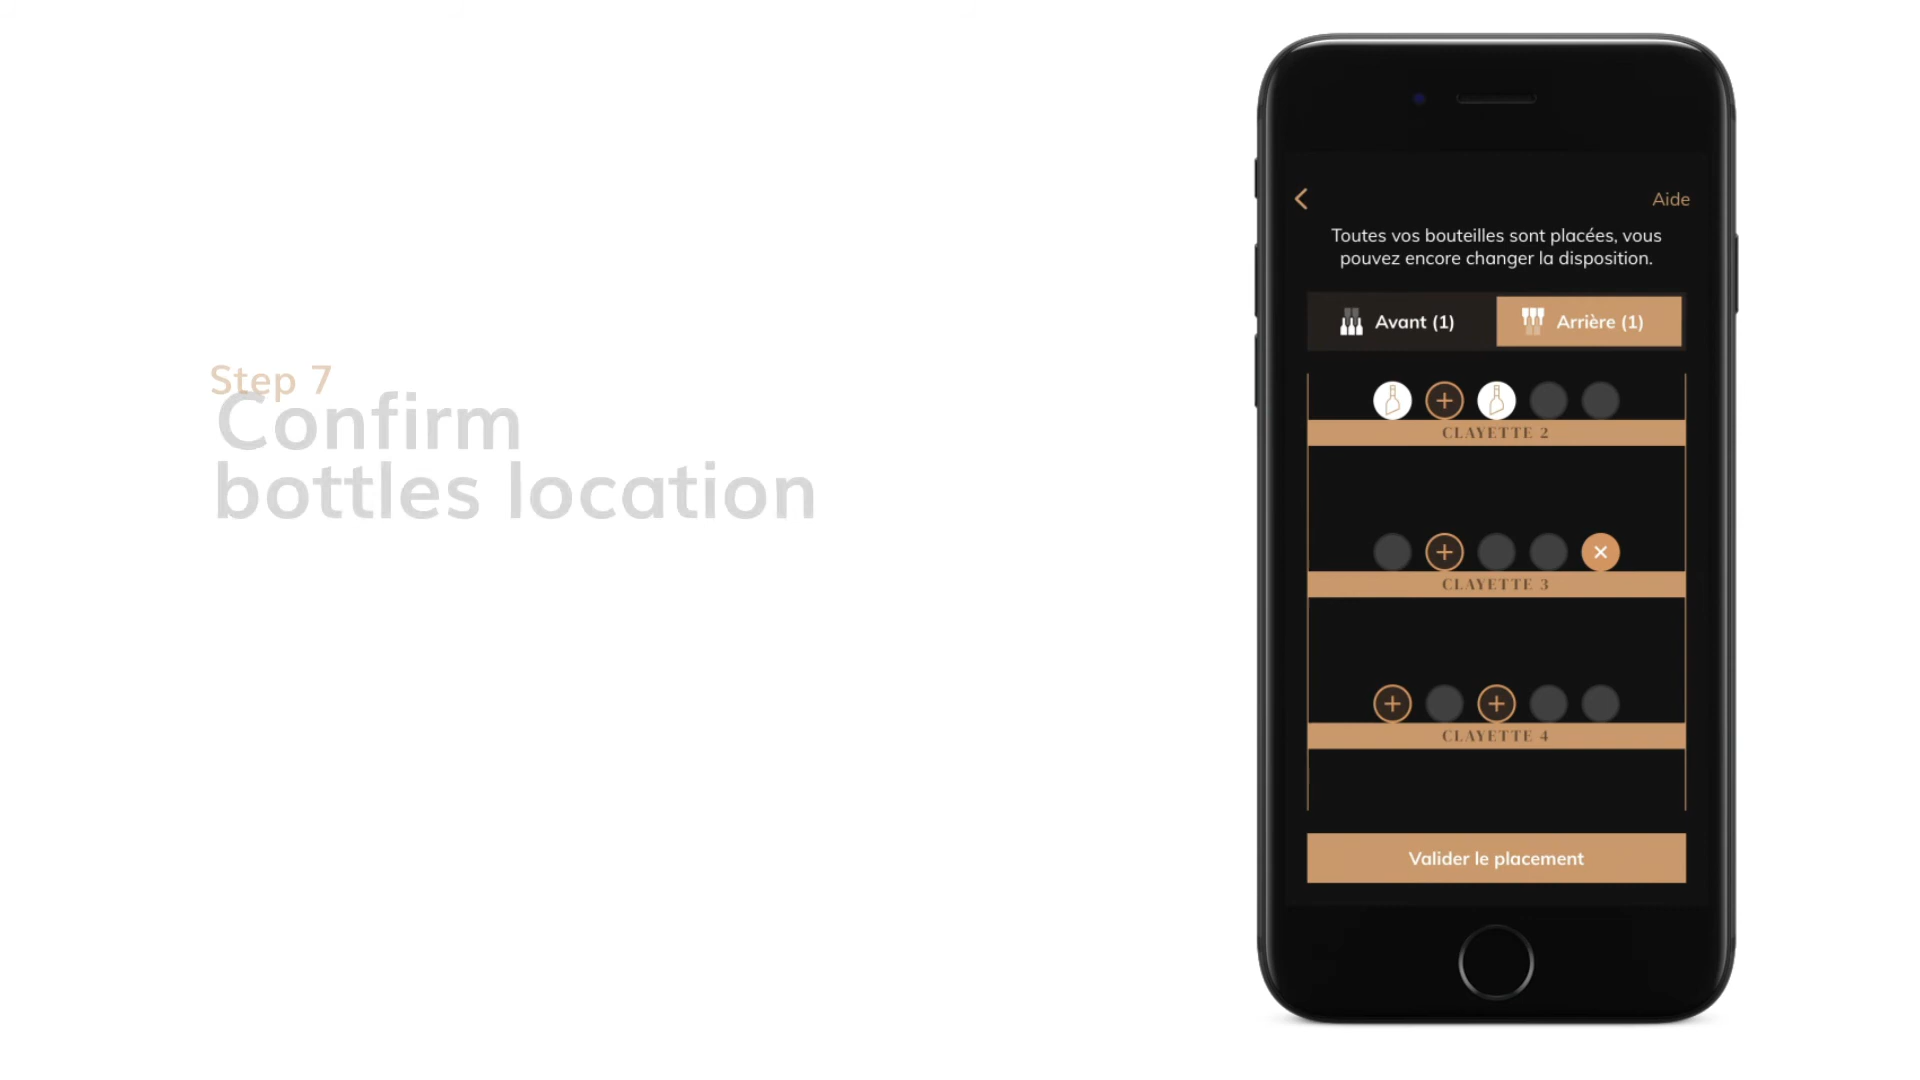 Step 7
Confirm
bottles location
Aide
Toutes vos bouteilles sont placées, vous
pouvez encore changer la disposition.
Avant (1)
Arrière (1)
CLAYETTE 2
CLAYETTE 3
CLAYETTE 4
Valider le placement